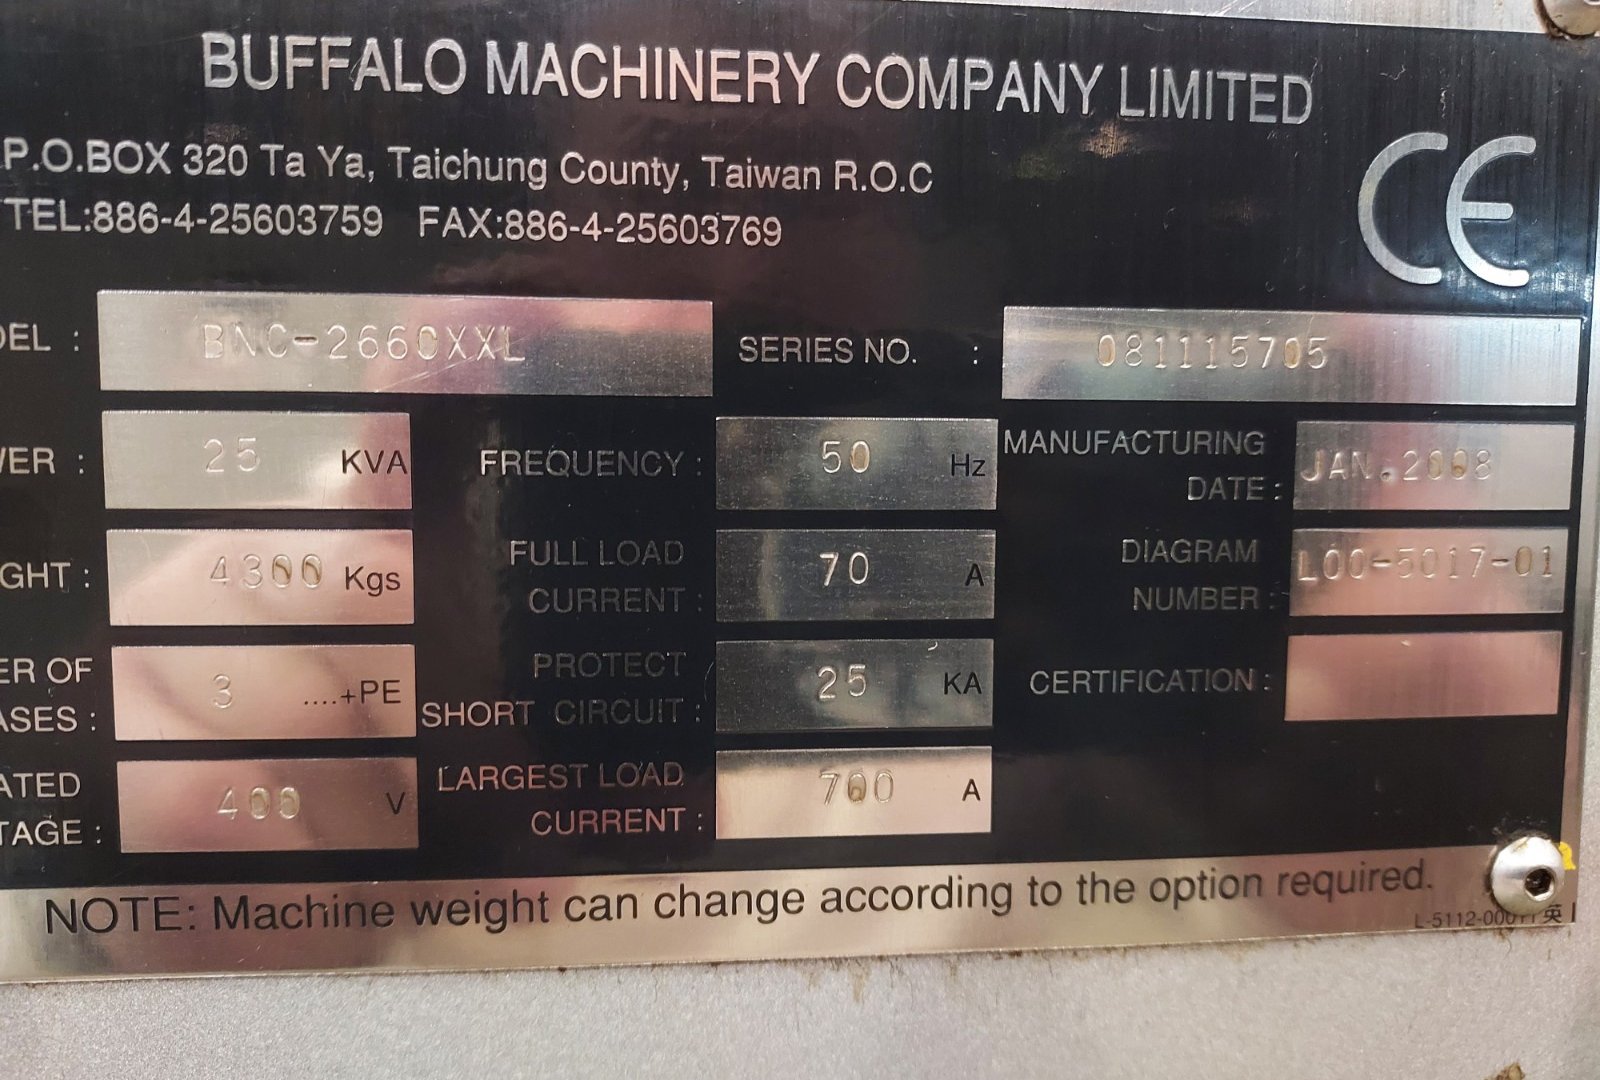 BUFFALO MACHINERY COMPANY LIMITED
P.O.BOX 320 Ta Ya, Taichung County, Taiwan R.O.C
TEL:886-4-25603759 FAX:886-4-25603769
CE
DEL : BNC-2660XXL SERIES NO. : 081115705
WER : 25 KVA FREQUENCY : 50 Hz MANUFACTURING DATE : JAN.2008
GHT : 4300 Kgs FULL LOAD CURRENT : 70 A DIAGRAM NUMBER : L00-5017-01
ER OF ASES : 3 ....+PE PROTECT SHORT CIRCUIT : 25 KA CERTIFICATION :
ATED TAGE : 400 V LARGEST LOAD CURRENT : 700 A
NOTE: Machine weight can change according to the option required.
英